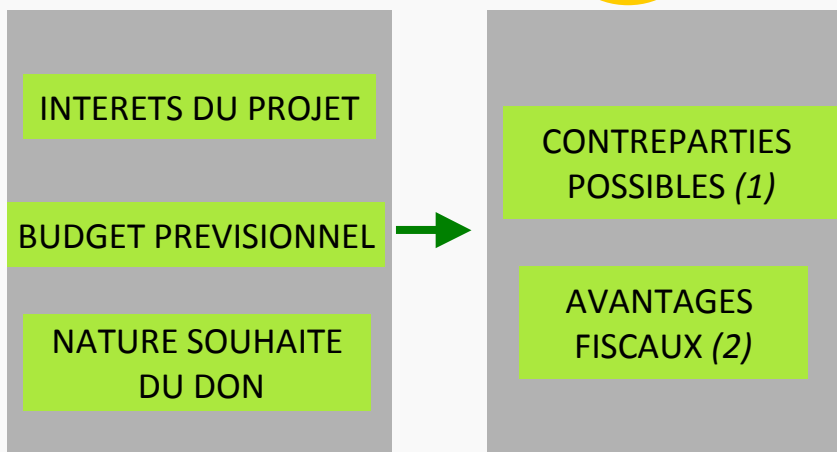 INTERETS DU PROJET
BUDGET PREVISIONNEL
NATURE SOUHAITE
DU DON
CONTREPARTIES
POSSIBLES (1)
AVANTAGES
FISCAUX (2)